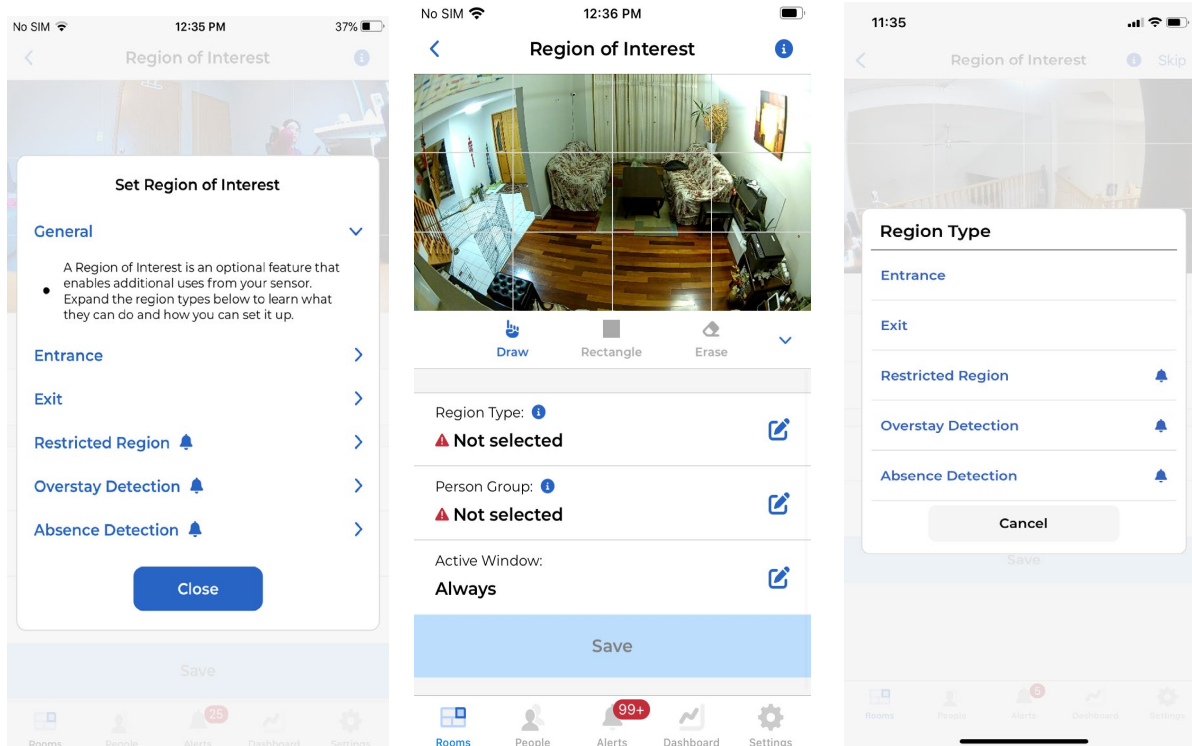 No SIM 12:35 PM 37%
Region of Interest
Set Region of Interest
General
A Region of Interest is an optional feature that
enables additional uses from your sensor.
Expand the region types below to learn what
they can do and how you can set it up.
Entrance
Exit
Restricted Region
Overstay Detection
Absence Detection
Close
Save
25
Rooms People Alerts Dashboard Settings
No SIM 12:36 PM
Region of Interest
Draw Rectangle Erase
Region Type:
Not selected
Person Group:
Not selected
Active Window:
Always
Save
99+
Rooms People Alerts Dashboard Settings
11:35
Region of Interest Skip
Region Type
Entrance
Exit
Restricted Region
Overstay Detection
Absence Detection
Cancel
Save
5
Rooms People Alerts Dashboard Settings